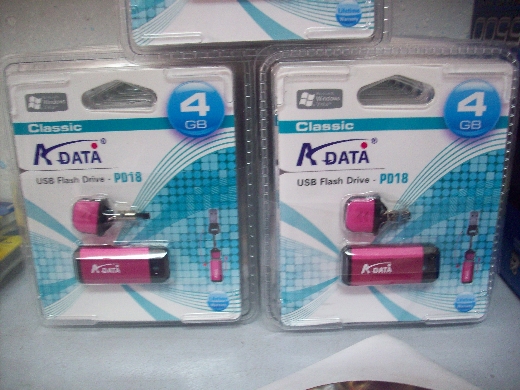 4
GB
Classic
A DATA®
USB Flash Drive - PD18
A DATA
4
GB
Classic
A DATA®
USB Flash Drive - PD18
A DATA